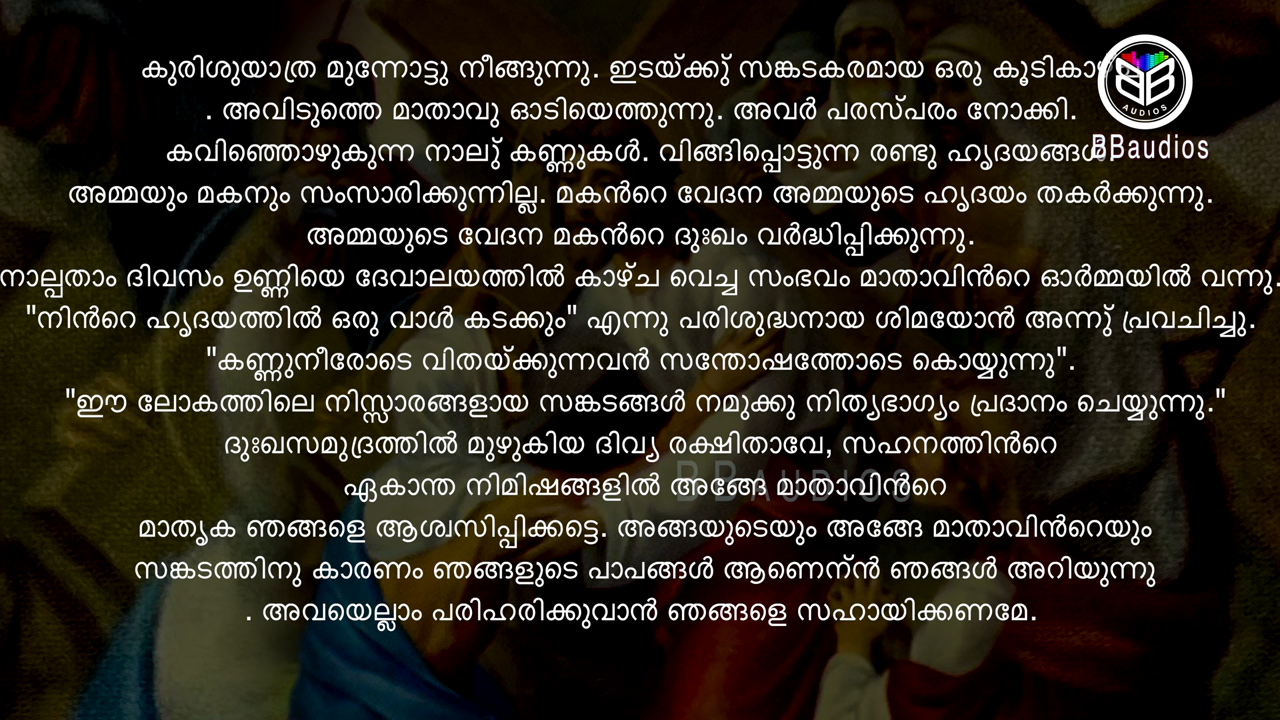 കുരിശുയാത്ര മുന്നോട്ടു നീങ്ങുന്നു. ഇടയ്ക്കു് സങ്കടകരമായ ഒരു
. അവിടുത്തെ മാതാവു ഓടിയെത്തുന്നു. അവർ പരസ്പരം നോക്കി.
കവിഞ്ഞൊഴുകുന്ന നാലു് കണ്ണുകൾ. വിങ്ങിപ്പൊട്ടുന്ന രണ്ടു ഹൃദയങ്ങൾ.
AUDIOS
BBaudios
അമ്മയും മകനും സംസാരിക്കുന്നില്ല. മകൻറെ വേദന അമ്മയുടെ ഹൃദയം തകർക്കുന്നു.
അമ്മയുടെ വേദന മകൻറെ ദുഃഖം വർദ്ധിപ്പിക്കുന്നു.
നാല്പതാം ദിവസം ഉണ്ണിയെ ദേവാലയത്തിൽ കാഴ്ച വെച്ച സംഭവം മാതാവിൻറെ ഓർമ്മയിൽ വന്നു.
"നിൻറെ ഹൃദയത്തിൽ ഒരു വാൾ കടക്കും" എന്നു പരിശുദ്ധനായ ശിമയോൻ അന്നു് പ്രവചിച്ചു.
"കണ്ണുനീരോടെ വിതയ്ക്കുന്നവൻ സന്തോഷത്തോടെ കൊയ്യുന്നു".
"ഈ ലോകത്തിലെ നിസ്സാരങ്ങളായ സങ്കടങ്ങൾ നമുക്കു നിത്യഭാഗ്യം പ്രദാനം ചെയ്യുന്നു."
ദുഃഖസമുദ്രത്തിൽ മുഴുകിയ ദിവ്യ രക്ഷിതാവേ, സഹനത്തിൻറെ
ഏകാന്ത നിമിഷങ്ങളിൽ അങ്ങേ മാതാവിൻറെ
BBAUDIOS
മാതൃക ഞങ്ങളെ ആശ്വസിപ്പിക്കട്ടെ. അങ്ങയുടെയും അങ്ങേ മാതാവിൻറെയും
സങ്കടത്തിനു കാരണം ഞങ്ങളുടെ പാപങ്ങൾ ആണെന്ന്ൻ ഞങ്ങൾ അറിയുന്നു
. അവയെല്ലാം പരിഹരിക്കുവാൻ ഞങ്ങളെ സഹായിക്കണമേ.